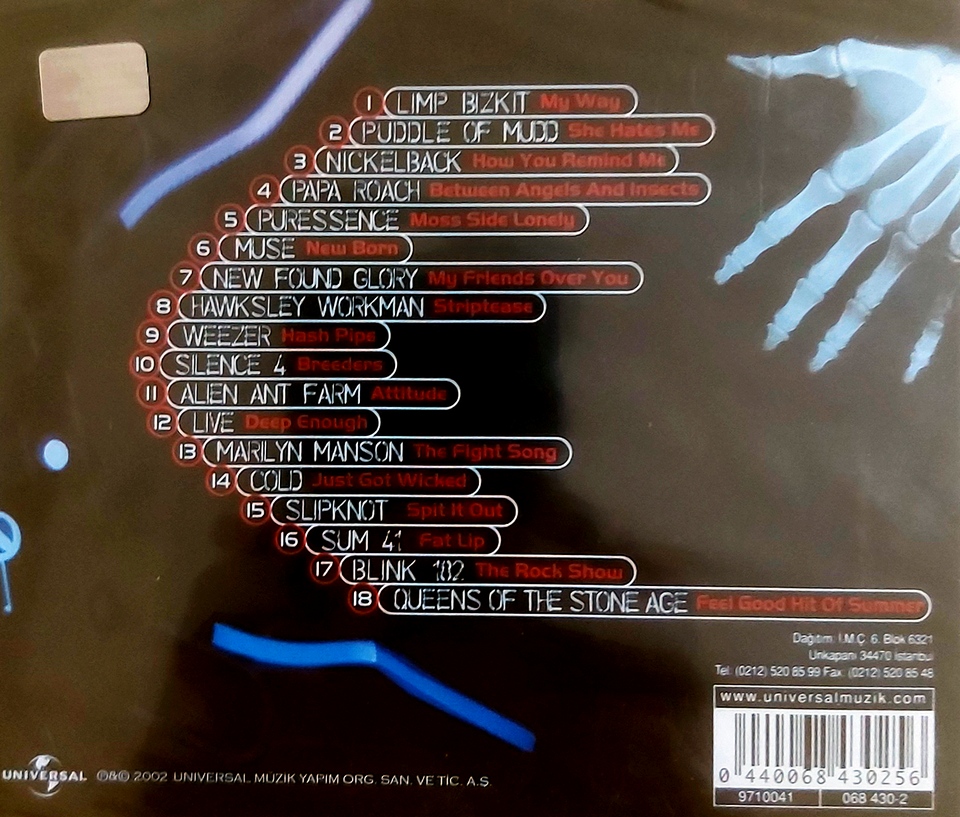 1 LIMP BIZKIT My Way
2 PUDDLE OF MUDD She Hates Me
3 NICKELBACK How You Remind Me
4 PAPA ROACH Between Angels And Insects
5 PURESSENCE Moss Side Lonely
6 MUSE New Born
7 NEW FOUND GLORY My Friends Over You
8 HAWKSLEY WORKMAN Striptease
9 WEEZER Hash Pipe
10 SILENCE 4 Breeders
11 ALIEN ANT FARM Attitude
12 LIVE Deep Enough
13 MARILYN MANSON The Fight Song
14 COLD Just Got Wicked
15 SLIPKNOT Spit It Out
16 SUM 41 Fat Lip
17 BLINK 182 The Rock Show
18 QUEENS OF THE STONE AGE Feel Good Hit Of Summer
Dağıtım: I.M.Ç. 6. Blok 6321
Unkapanı 34470 İstanbul
Tel: (0212) 520 85 99 Fax: (0212) 520 85 48
www.universalmuzik.com
0 440068 430256
9710041 068 430-2
UNIVERSAL ℗&© 2002 UNIVERSAL MUZIK YAPIM ORG. SAN. VE TİC. A.Ş.